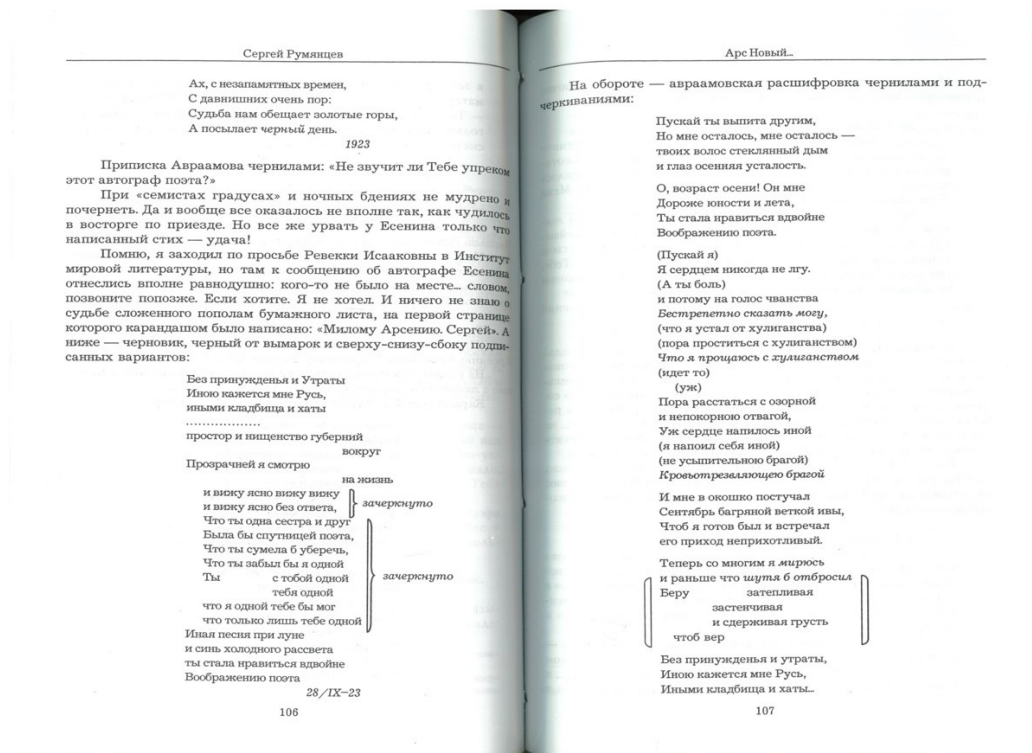 Сергей Румянцев
Ах, с незапамятных времен,
С давнишних очень пор:
Судьба нам обещает золотые горы,
А посылает черный день.
1923
Приписка Авраамова чернилами: «Не звучит ли Тебе упреком
этот автограф поэта?»
При «семистах градусах» и ночных бдениях не мудрено и
почернеть. Да и вообще все оказалось не вполне так, как чудилось
в восторге по приезде. Но все же урвать у Есенина только что
написанный стих — удача!
Помню, я заходил по просьбе Ревекки Исааковны в Институт
мировой литературы, но там к сообщению об автографе Есенина
отнеслись вполне равнодушно: кого-то не было на месте... словом,
позвоните попозже. Если хотите. Я не хотел. И ничего не знаю о
судьбе сложенного пополам бумажного листа, на первой странице
которого карандашом было написано: «Милому Арсению. Сергей». А
ниже — черновик, черный от вымарок и сверху-снизу-сбоку подпи-
санных вариантов:
Без принужденья и Утраты
Иною кажется мне Русь,
иными кладбища и хаты
...................
простор и нищенство губерний
вокруг
Прозрачней я смотрю
на жизнь
и вижу ясно вижу вижу
и вижу ясно без ответа,
зачеркнуто
Что ты одна сестра и друг
Была бы спутницей поэта,
Что ты сумела б уберечь,
Что ты забыл бы я одной
Ты с тобой одной
зачеркнуто
тебя одной
что я одной тебе бы мог
что только лишь тебе одной
Иная песня при луне
и синь холодного рассвета
ты стала нравиться вдвойне
Воображению поэта
28/IX-23
106
Арс Новый...
На обороте — авраамовская расшифровка чернилами и под-
черкиваниями:
Пускай ты выпита другим,
Но мне осталось, мне осталось —
твоих волос стеклянный дым
и глаз осенняя усталость.
О, возраст осени! Он мне
Дороже юности и лета,
Ты стала нравиться вдвойне
Воображению поэта.
(Пускай я)
Я сердцем никогда не лгу.
(А ты боль)
и потому на голос чванства
Бестрепетно сказать могу,
(что я устал от хулиганства)
(пора проститься с хулиганством)
Что я прощаюсь с хулиганством
(идет то)
(уж)
Пора расстаться с озорной
и непокорною отвагой,
Уж сердце напилось иной
(я напоил себя иной)
(не усыпительною брагой)
Кровьотрезвляющею брагой
И мне в окошко постучал
Сентябрь багряной веткой ивы,
Чтоб я готов был и встречал
его приход неприхотливый.
Теперь со многим я мирюсь
и раньше что шутя б отбросил
Беру затепливая
застенчивая
и сдерживая грусть
чтоб вер
Без принужденья и утраты,
Иною кажется мне Русь,
Иными кладбища и хаты...
107